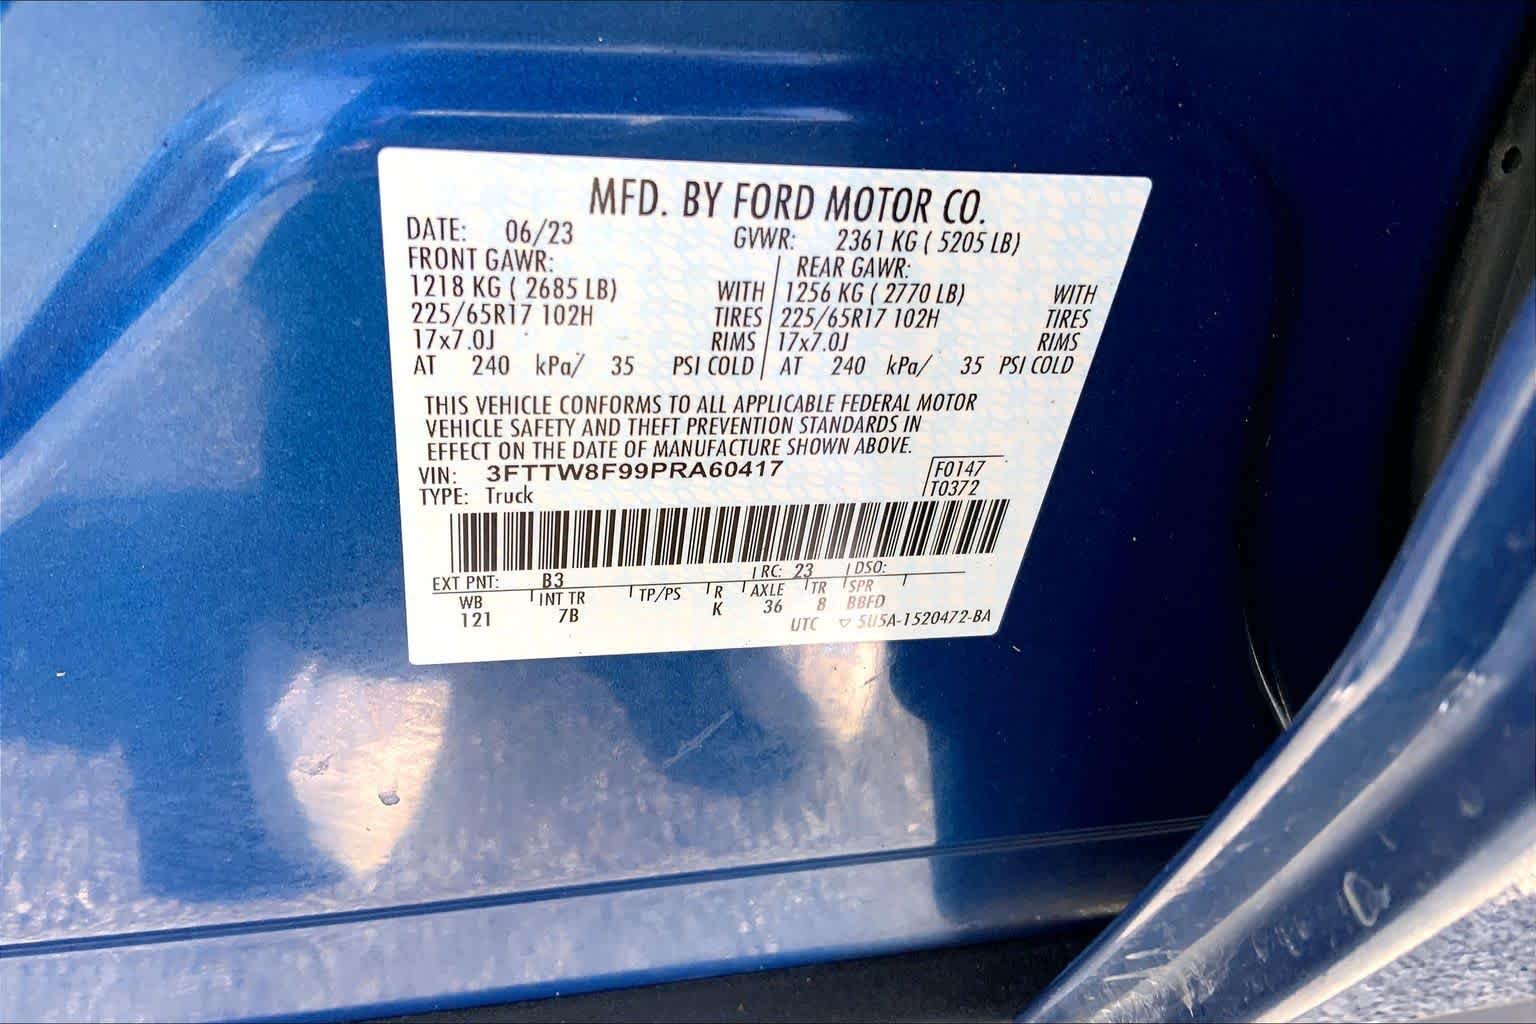 MFD. BY FORD MOTOR CO.
DATE: 06/23 GVWR: 2361 KG ( 5205 LB)
FRONT GAWR: REAR GAWR:
1218 KG ( 2685 LB) WITH 1256 KG ( 2770 LB) WITH
225/65R17 102H TIRES 225/65R17 102H TIRES
17x7.0J RIMS 17x7.0J RIMS
AT 240 kPa/ 35 PSI COLD AT 240 kPa/ 35 PSI COLD
THIS VEHICLE CONFORMS TO ALL APPLICABLE FEDERAL MOTOR
VEHICLE SAFETY AND THEFT PREVENTION STANDARDS IN
EFFECT ON THE DATE OF MANUFACTURE SHOWN ABOVE.
VIN: 3FTTW8F99PRA60417 F0147
TYPE: Truck T0372
EXT PNT: B3 RC: 23 DSO:
WB INT TR TP/PS R AXLE TR SPR
121 7B K 36 8 BBFD
UTC ▽ 5U5A-1520472-BA